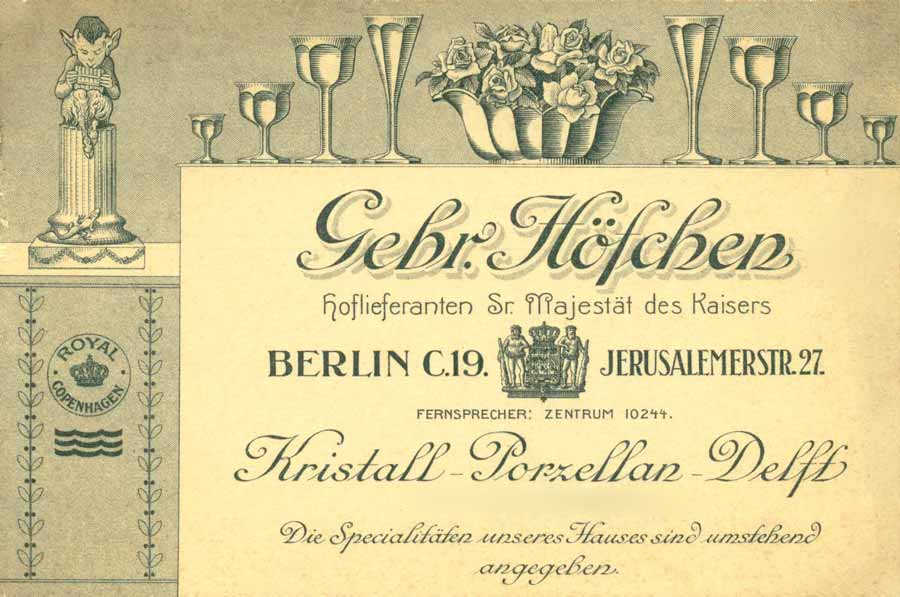 Gebr. Höfchen
Hoflieferanten Sr. Majestät des Kaisers
BERLIN C.19. JERUSALEMERSTR. 27.
FERNSPRECHER: ZENTRUM 10244.
Kristall - Porzellan - Delft
Die Specialitäten unseres Hauses sind umstehend
angegeben.
ROYAL
COPENHAGEN